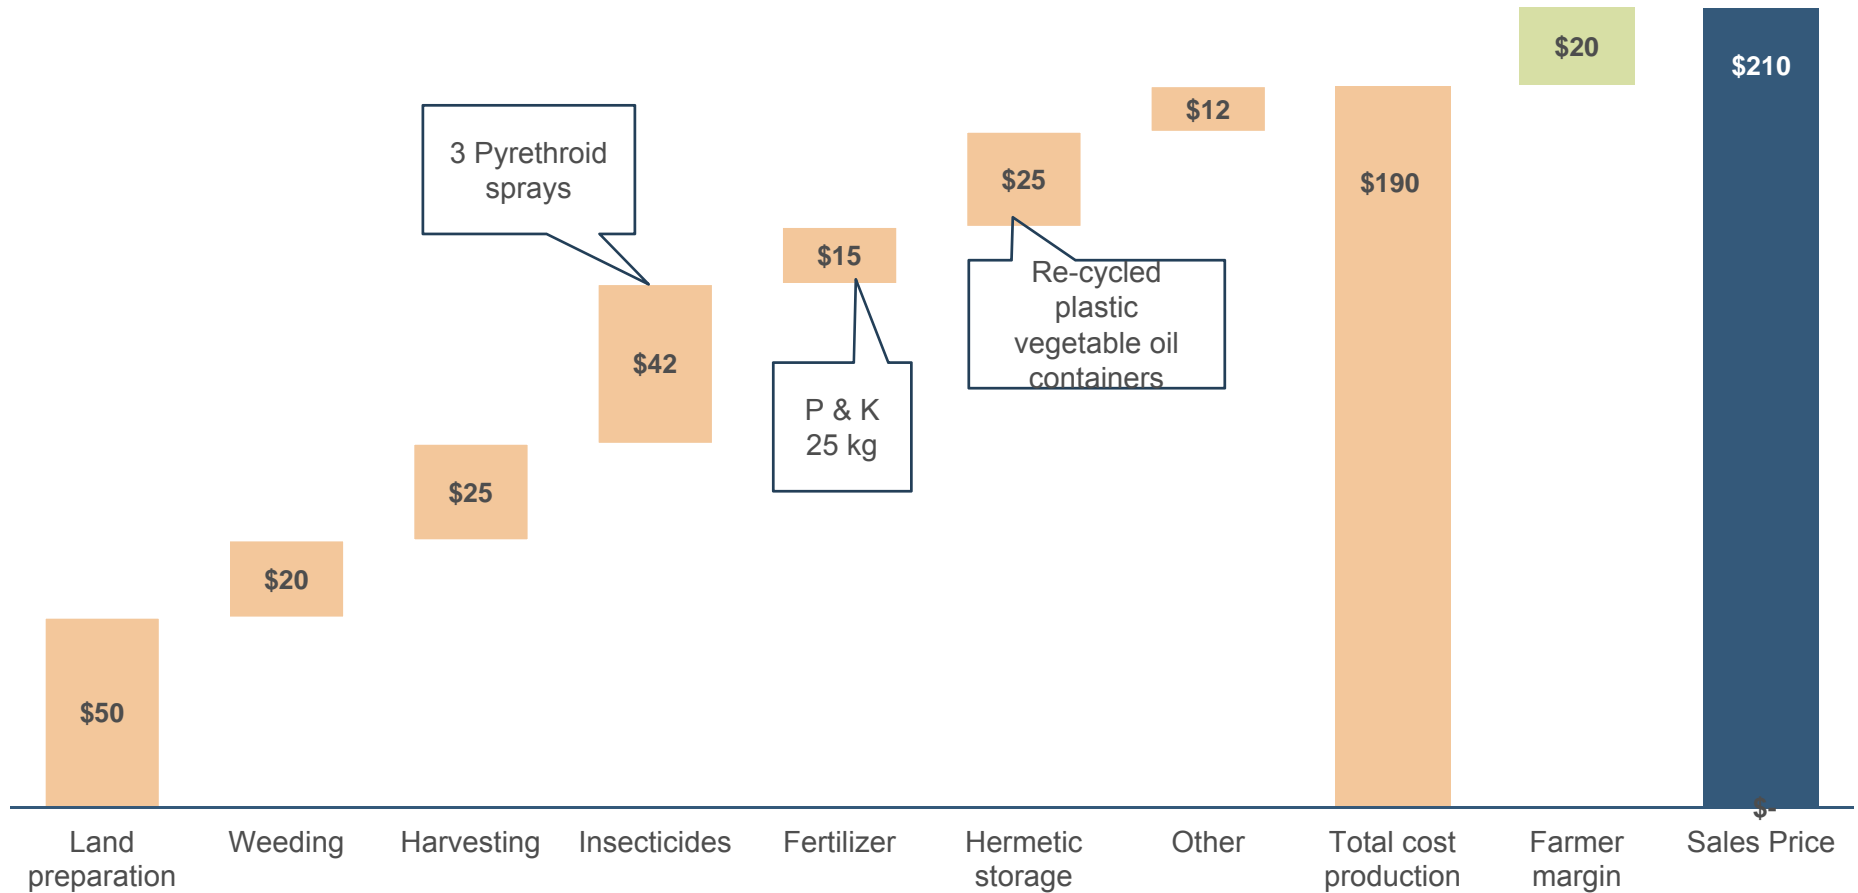 $20
$210
$12
3 Pyrethroid
sprays
$25
$190
$15
Re-cycled
plastic
vegetable oil
containers
$42
P & K
25 kg
$25
$20
$50
$-
Land
preparation
Weeding
Harvesting
Insecticides
Fertilizer
Hermetic
storage
Other
Total cost
production
Farmer
margin
Sales Price